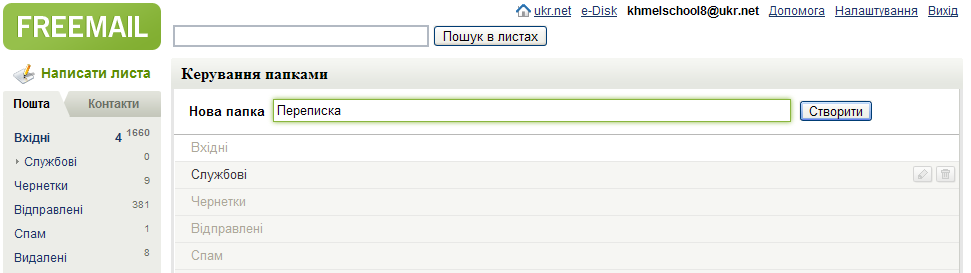 FREEMAIL
ukr.net e-Disk khmelschool8@ukr.net Допомога Налаштування Вихід
Пошук в листах
Написати листа
Пошта Контакти
Вхідні 4 1660
Службові 0
Чернетки 9
Відправлені 381
Спам 1
Видалені 8
Керування папками
Нова папка Переписка Створити
Вхідні
Службові
Чернетки
Відправлені
Спам